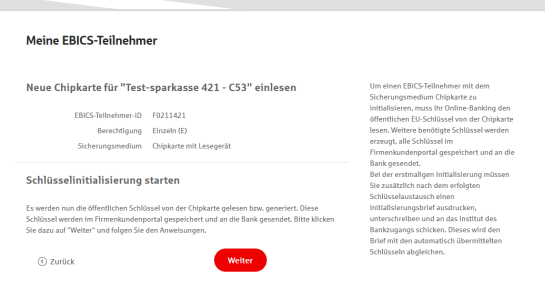 Meine EBICS-Teilnehmer
Neue Chipkarte für "Test-sparkasse 421 - C53" einlesen
EBICS-Teilnehmer-ID F0211421
Berechtigung Einzeln (E)
Sicherungsmedium Chipkarte mit Lesegerät
Schlüsselinitialisierung starten
Es werden nun die öffentlichen Schlüssel von der Chipkarte gelesen bzw. generiert. Diese
Schlüssel werden im Firmenkundenportal gespeichert und an die Bank gesendet. Bitte klicken
Sie dazu auf "Weiter" und folgen Sie den Anweisungen.
Zurück
Weiter
Um einen EBICS-Teilnehmer mit dem
Sicherungsmedium Chipkarte zu
initialisieren, muss Ihr Online-Banking den
öffentlichen EU-Schlüssel von der Chipkarte
lesen. Weitere benötigte Schlüssel werden
erzeugt, alle Schlüssel im
Firmenkundenportal gespeichert und an die
Bank gesendet.
Bei der erstmaligen Initialisierung müssen
Sie zusätzlich nach dem erfolgten
Schlüsselaustausch einen
Initialisierungsbrief ausdrucken,
unterschreiben und an das Institut des
Bankzugangs schicken. Dieses wird den
Brief mit den automatisch übermittelten
Schlüsseln abgleichen.